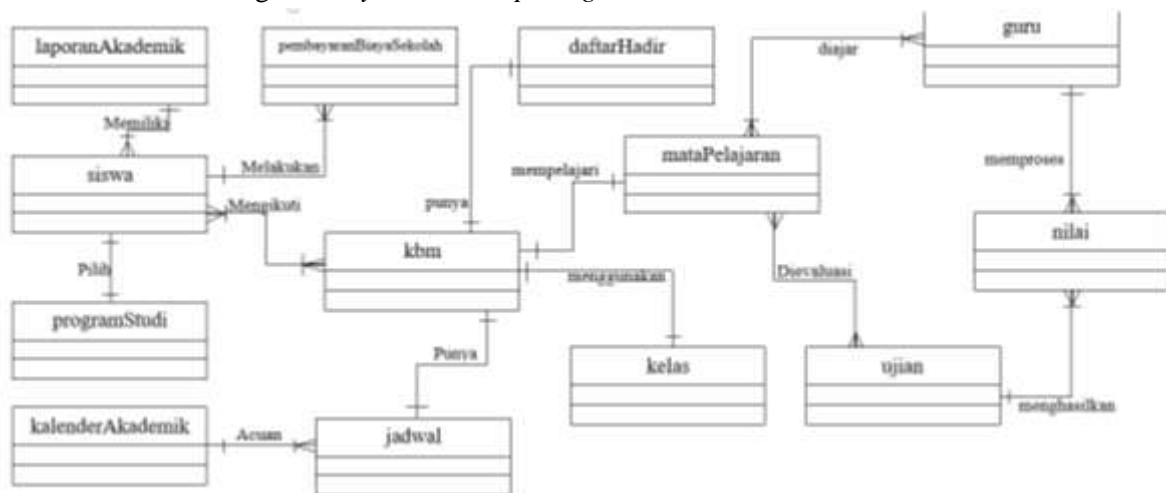 laporanAkademik
pembayaranBiayaSekolah
daftarHadir
guru
diajar
Memilika
mataPelajaran
memproses
siswa
Melakukan
mempelajari
Mengikuti
punya
nilai
kbm
Pilih
menggunakan
Dievaluasi
programStudi
Punya
kelas
ujian
menghasilkan
kalenderAkademik
Acuan
jadwal